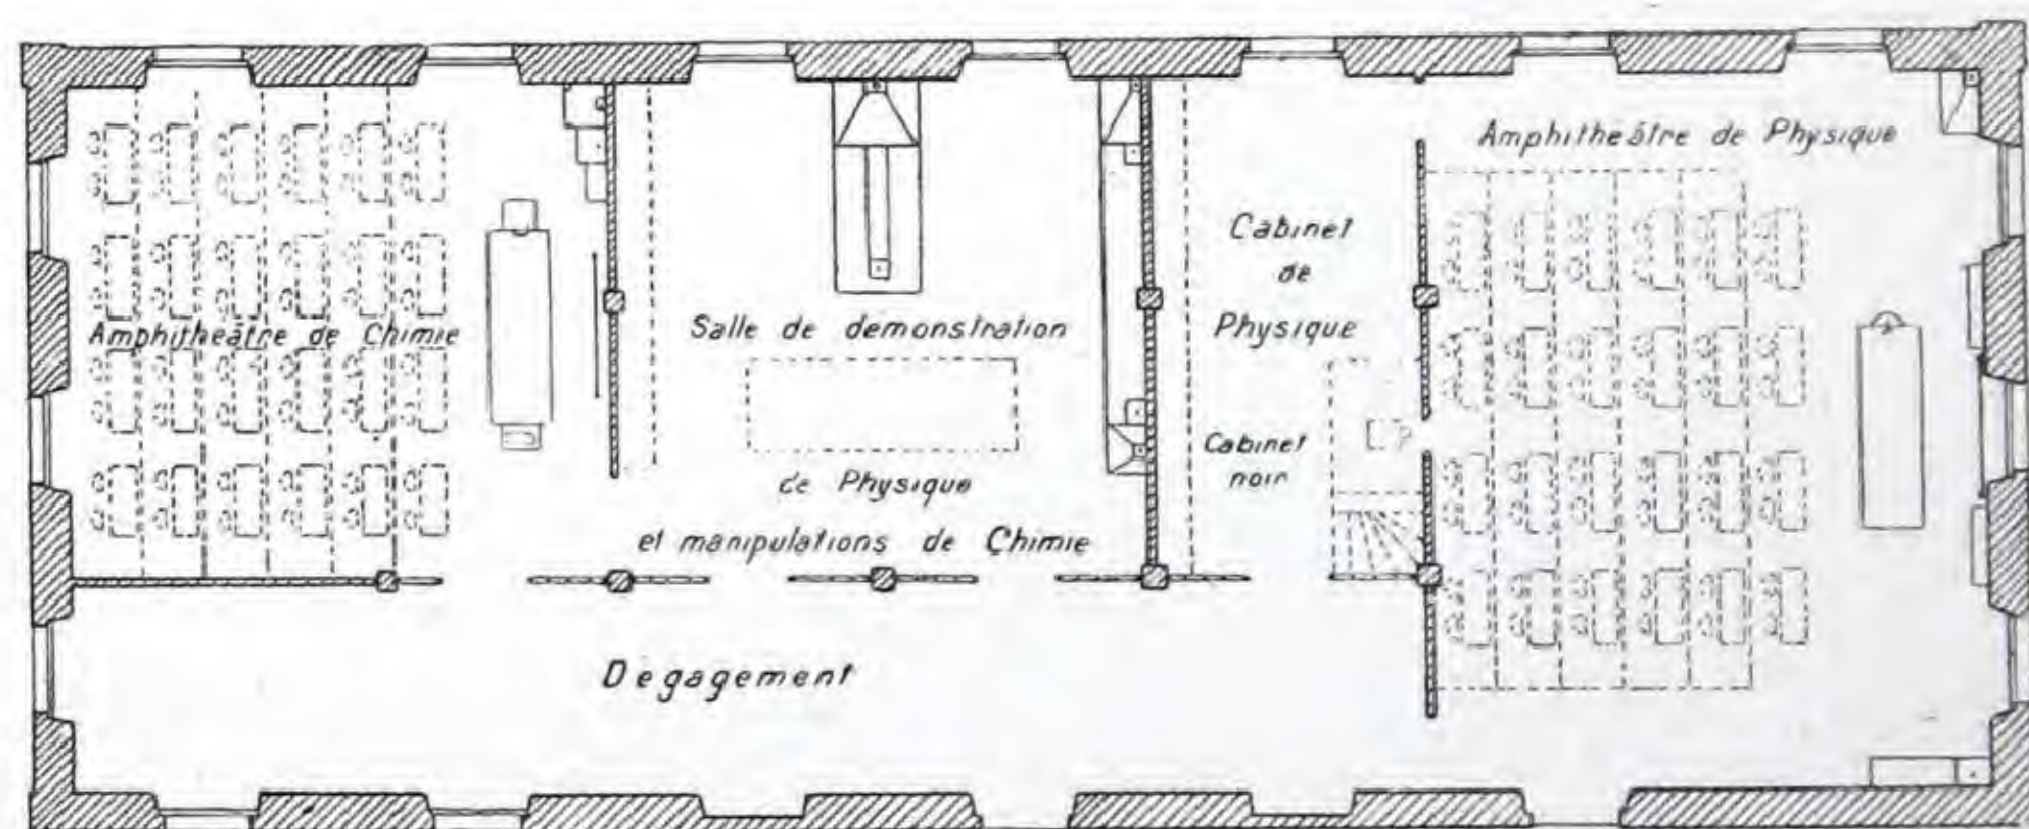 Amphithéâtre de Chimie
Salle de demonstration
de Physique
et manipulations de Chimie
Cabinet
de
Physique
Cabinet
noir
Amphitheâtre de Physique
Degagement